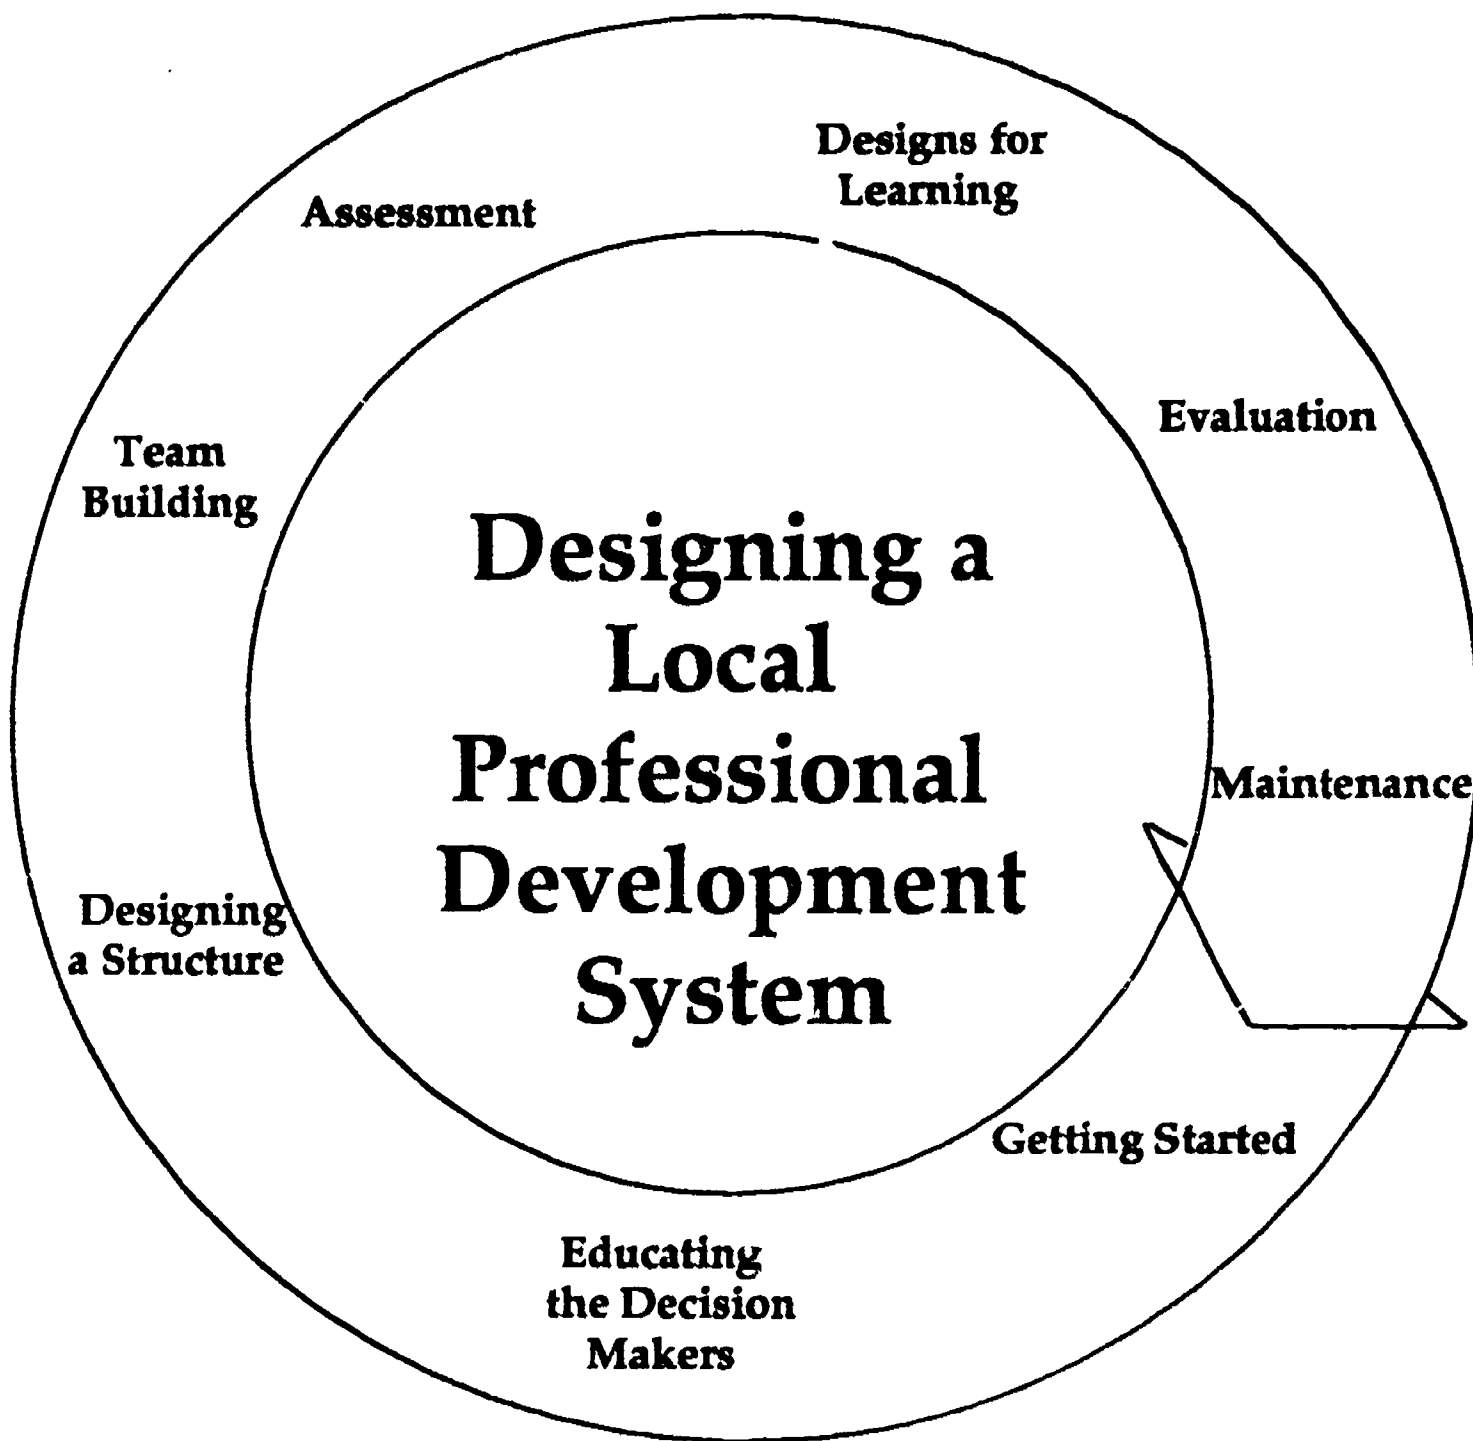 Designs for
Learning
Assessment
Evaluation
Team
Building
Designing a
Local
Professional
Development
System
Maintenance
Designing
a Structure
Getting Started
Educating
the Decision
Makers